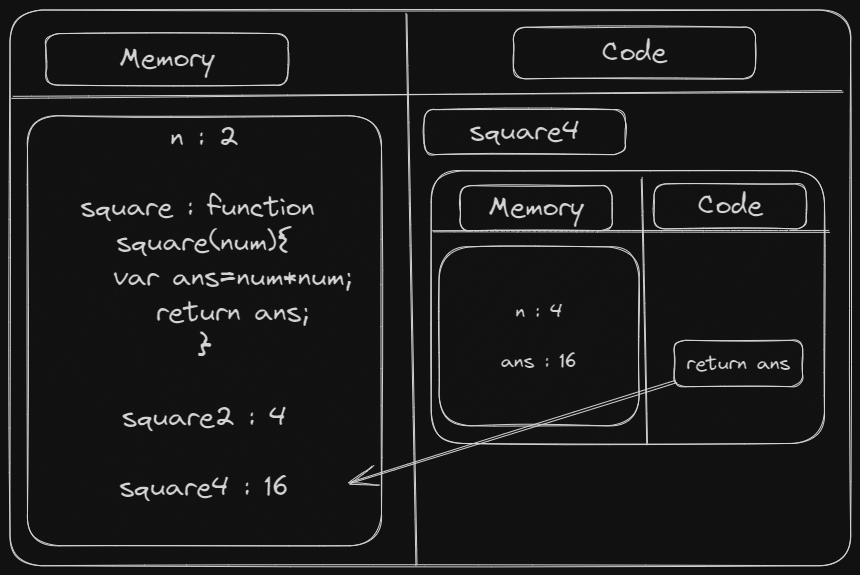 Memory
n : 2
square : function
square(num){
var ans=num*num;
return ans;
}
square2 : 4
square4 : 16
Code
square4
Memory
n : 4
ans : 16
Code
return ans